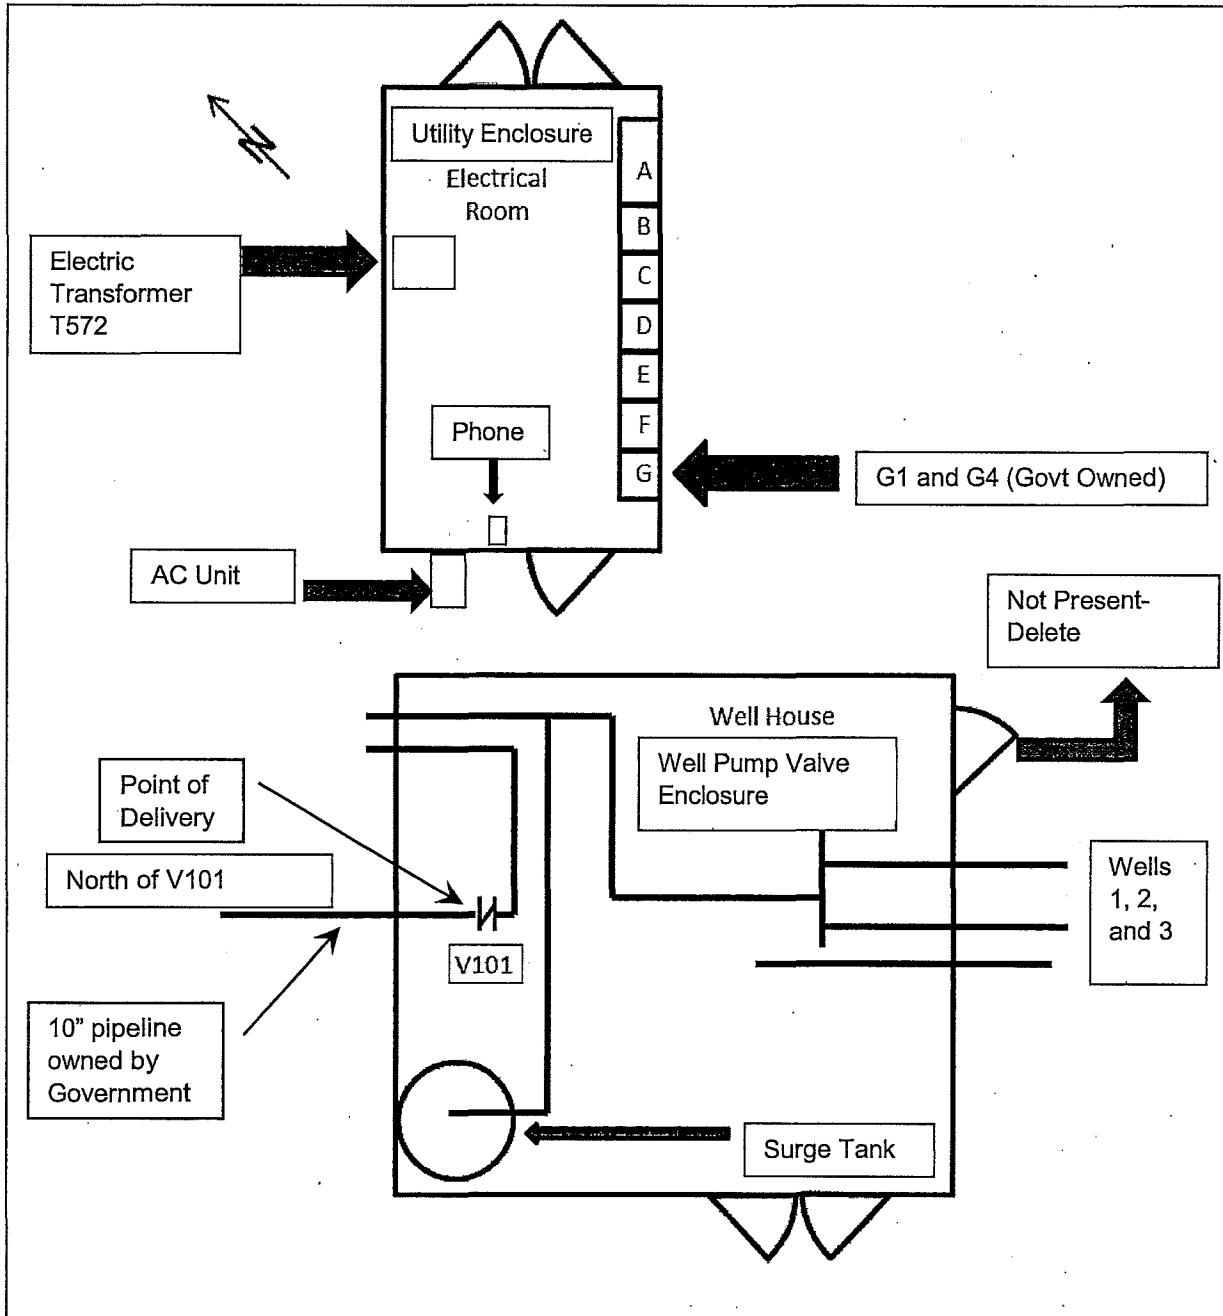 Utility Enclosure
Electrical
Room
N
A
B
C
D
E
F
G
Electric
Transformer
T572
Phone
G1 and G4 (Govt Owned)
AC Unit
Not Present-
Delete
Well House
Well Pump Valve
Enclosure
Point of
Delivery
North of V101
V101
Wells
1, 2,
and 3
10" pipeline
owned by
Government
Surge Tank